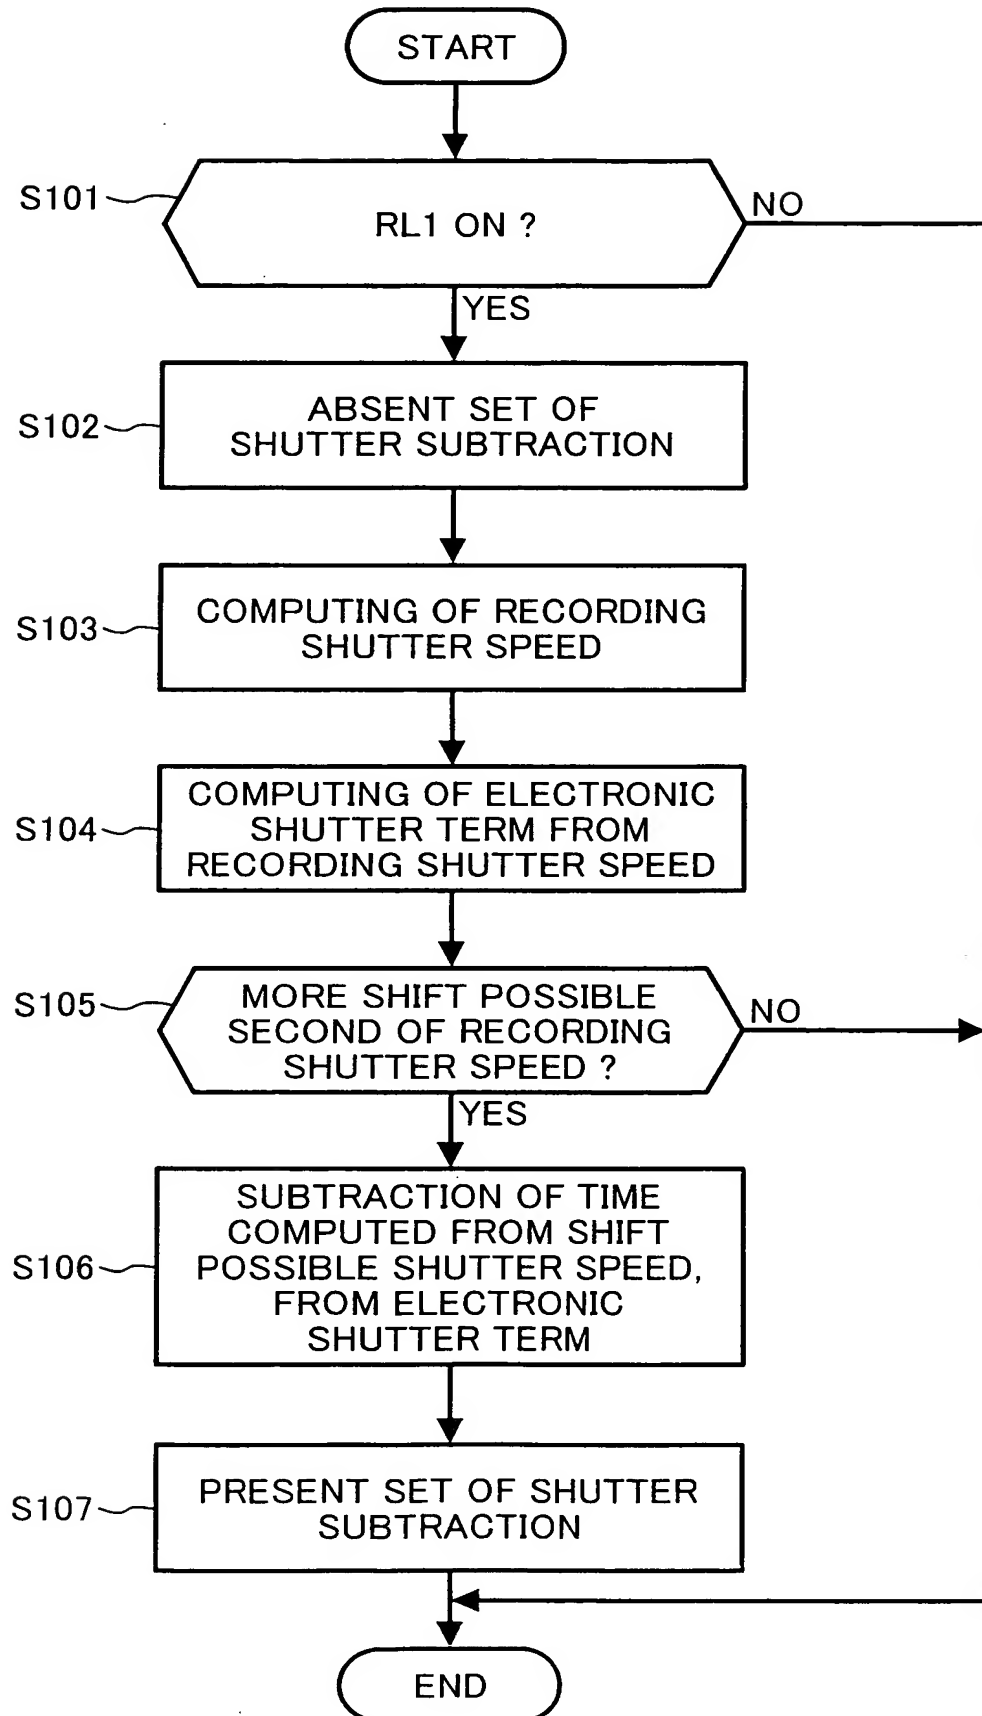 START
S101
RL1 ON ?
NO
YES
S102
ABSENT SET OF
SHUTTER SUBTRACTION
S103
COMPUTING OF RECORDING
SHUTTER SPEED
S104
COMPUTING OF ELECTRONIC
SHUTTER TERM FROM
RECORDING SHUTTER SPEED
S105
MORE SHIFT POSSIBLE
SECOND OF RECORDING
SHUTTER SPEED ?
NO
YES
S106
SUBTRACTION OF TIME
COMPUTED FROM SHIFT
POSSIBLE SHUTTER SPEED,
FROM ELECTRONIC
SHUTTER TERM
S107
PRESENT SET OF SHUTTER
SUBTRACTION
END